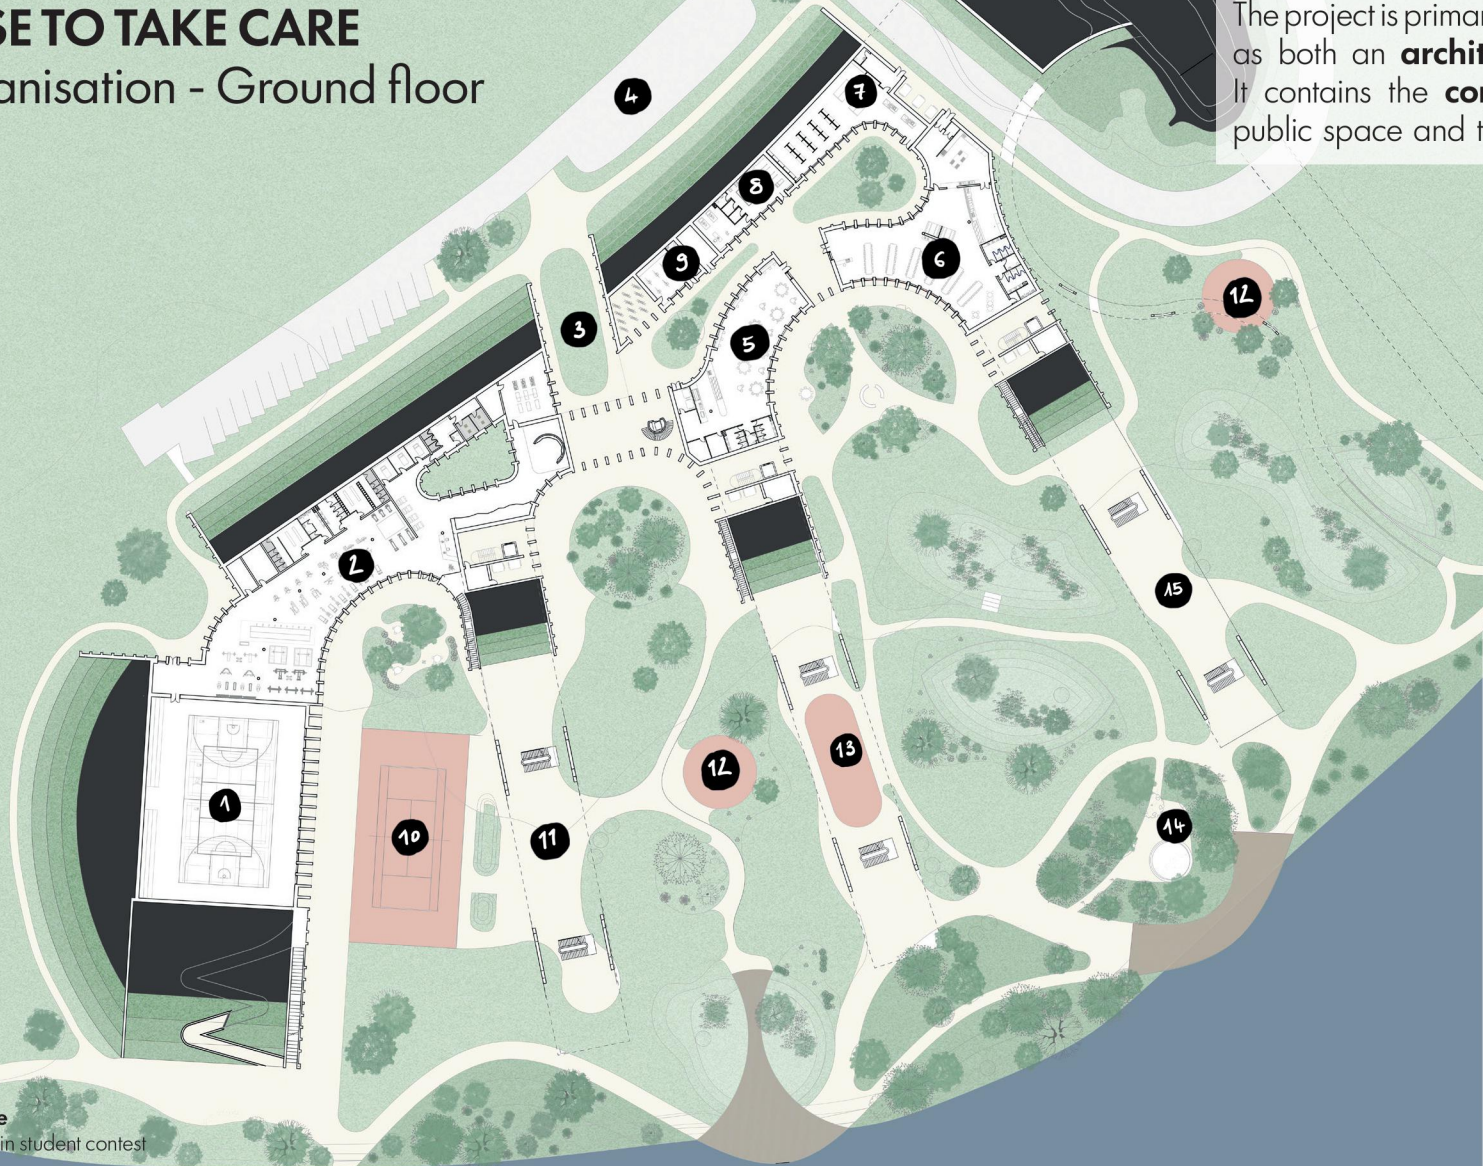 SE TO TAKE CARE
anisation - Ground floor
The project is primar
as both an archit
It contains the cor
public space and t
4
7
8
9
6
12
3
5
2
15
1
10
11
12
13
14
e
in student contest